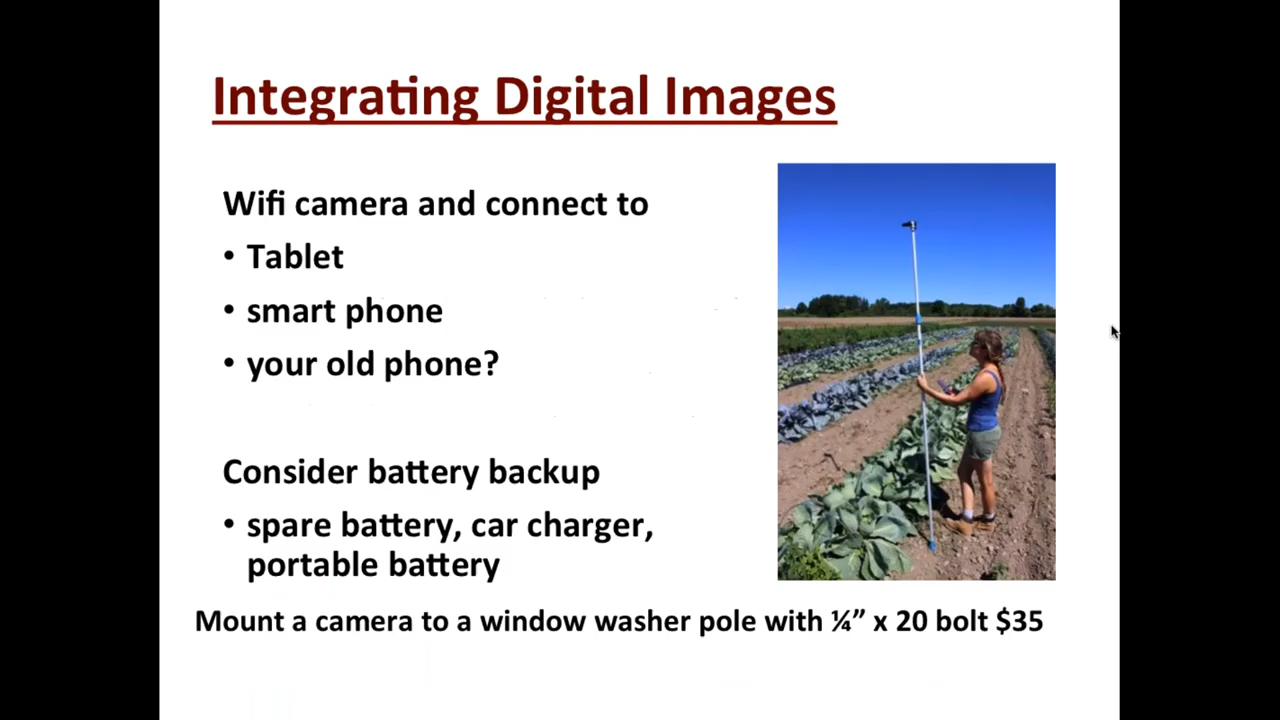 Integrating Digital Images
Wifi camera and connect to
• Tablet
• smart phone
• your old phone?
Consider battery backup
• spare battery, car charger,
portable battery
Mount a camera to a window washer pole with ¼” x 20 bolt $35